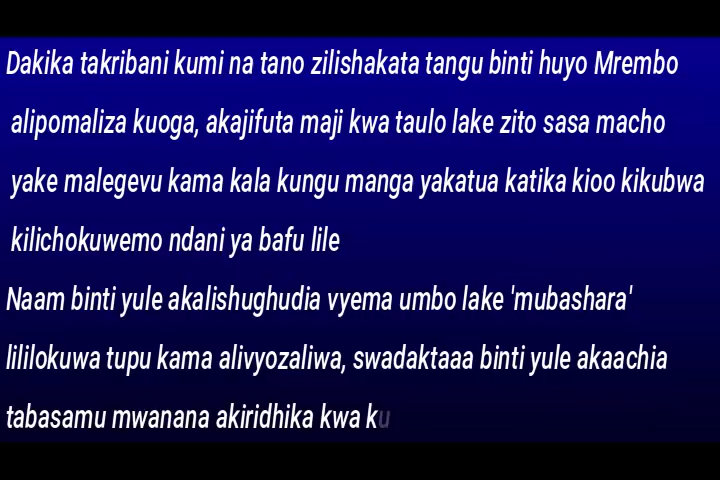 Dakika takribani kumi na tano zilishakata tangu binti huyo Mrembo
alipomaliza kuoga, akajifuta maji kwa taulo lake zito sasa macho
yake malegevu kama kala kungu manga yakatua katika kioo kikubwa
kilichokuwemo ndani ya bafu lile
Naam binti yule akalishughudia vyema umbo lake 'mubashara'
lililokuwa tupu kama alivyozaliwa, swadaktaaa binti yule akaachia
tabasamu mwanana akiridhika kwa ku